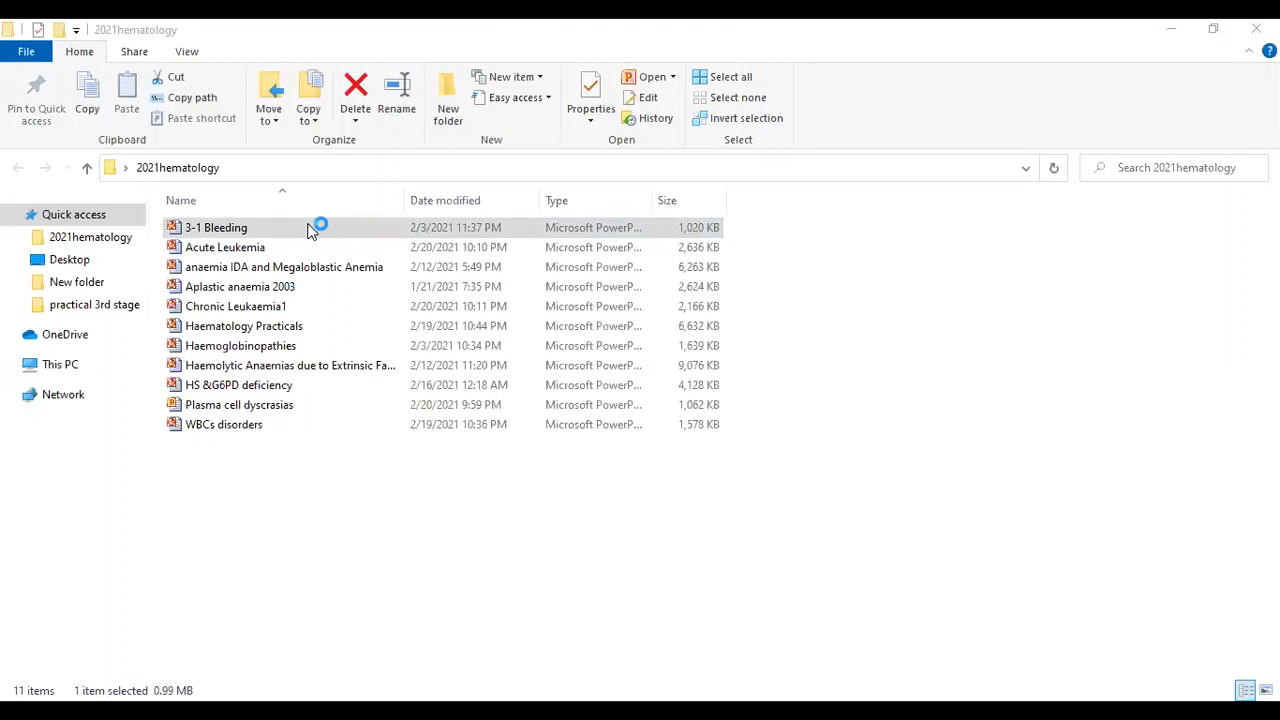 2021hematology
File Home Share View
Pin to Quick access
Copy
Paste
Cut
Copy path
Paste shortcut
Clipboard
Move to
Copy to
Delete
Rename
Organize
New folder
New item
Easy access
New
Properties
Open
Edit
History
Open
Select all
Select none
Invert selection
Select
2021hematology
Search 2021hematology
Quick access
2021hematology
Desktop
New folder
practical 3rd stage
OneDrive
This PC
Network
Name Date modified Type Size
3-1 Bleeding 2/3/2021 11:37 PM Microsoft PowerP... 1,020 KB
Acute Leukemia 2/20/2021 10:10 PM Microsoft PowerP... 2,636 KB
anaemia IDA and Megaloblastic Anemia 2/12/2021 5:49 PM Microsoft PowerP... 6,263 KB
Aplastic anaemia 2003 1/21/2021 7:35 PM Microsoft PowerP... 2,624 KB
Chronic Leukaemia1 2/20/2021 10:11 PM Microsoft PowerP... 2,166 KB
Haematology Practicals 2/19/2021 10:44 PM Microsoft PowerP... 6,632 KB
Haemoglobinopathies 2/3/2021 10:34 PM Microsoft PowerP... 1,639 KB
Haemolytic Anaemias due to Extrinsic Fa... 2/12/2021 11:20 PM Microsoft PowerP... 9,076 KB
HS &G6PD deficiency 2/16/2021 12:18 AM Microsoft PowerP... 4,128 KB
Plasma cell dyscrasias 2/20/2021 9:59 PM Microsoft PowerP... 1,062 KB
WBCs disorders 2/19/2021 10:36 PM Microsoft PowerP... 1,578 KB
11 items 1 item selected 0.99 MB